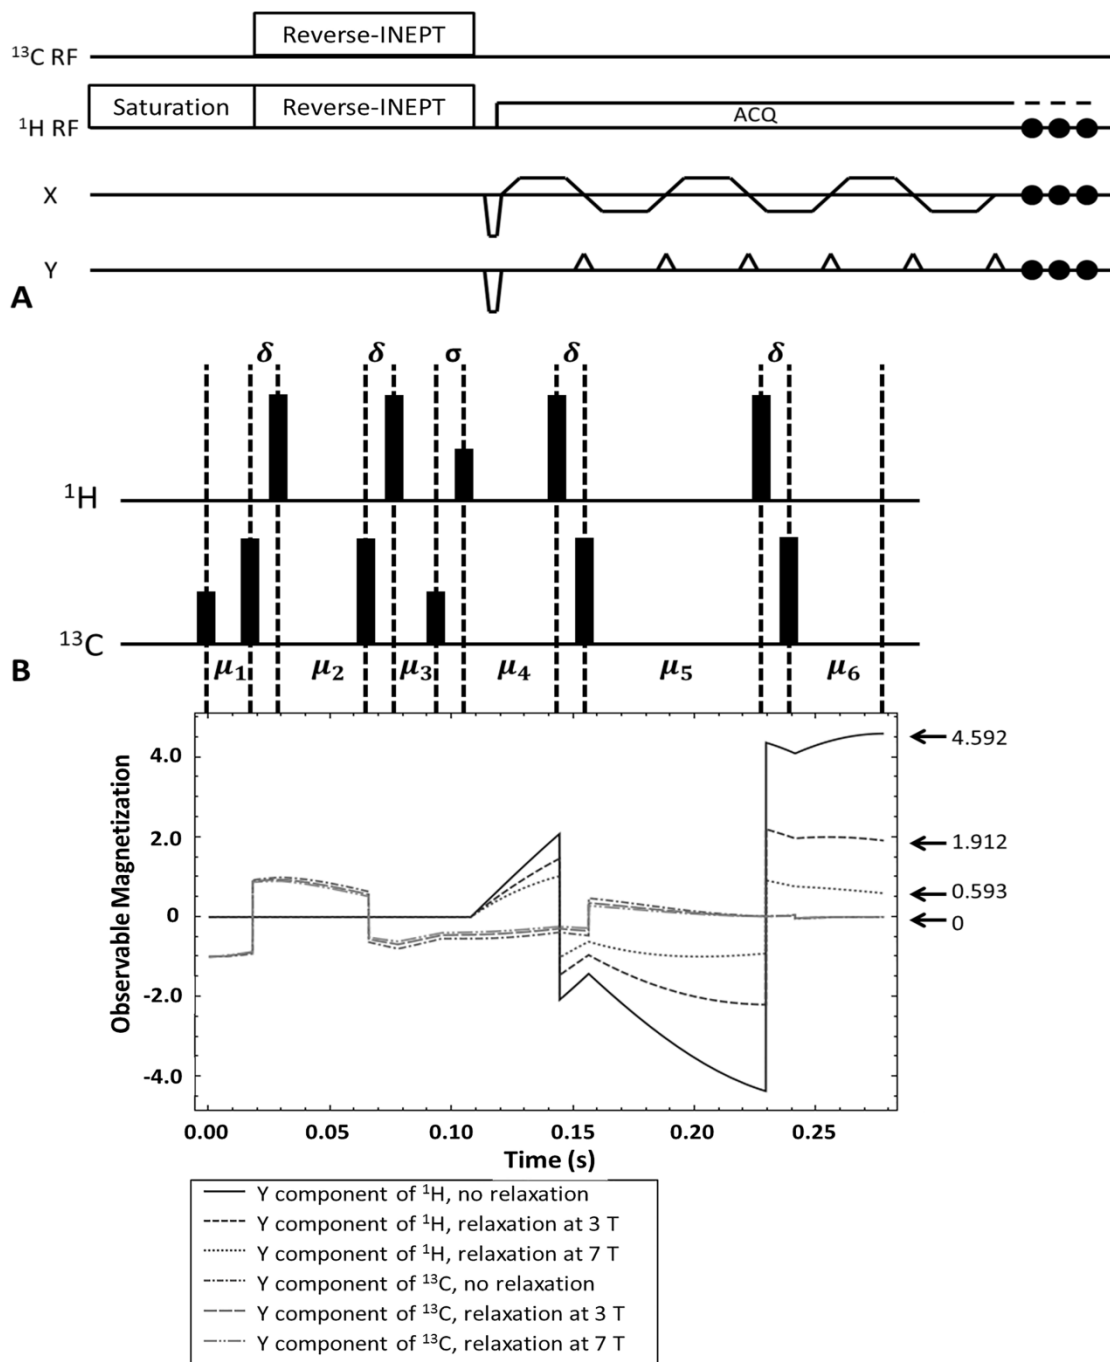 ¹³C RF
Reverse-INEPT
¹H RF
Saturation
Reverse-INEPT
ACQ
X
Y
A
δ δ σ δ δ
¹H
¹³C
μ₁ μ₂ μ₃ μ₄ μ₅ μ₆
B
Observable Magnetization
4.0
2.0
0
-2.0
-4.0
4.592
1.912
0.593
0
0.00 0.05 0.10 0.15 0.20 0.25
Time (s)
Y component of ¹H, no relaxation
Y component of ¹H, relaxation at 3 T
Y component of ¹H, relaxation at 7 T
Y component of ¹³C, no relaxation
Y component of ¹³C, relaxation at 3 T
Y component of ¹³C, relaxation at 7 T